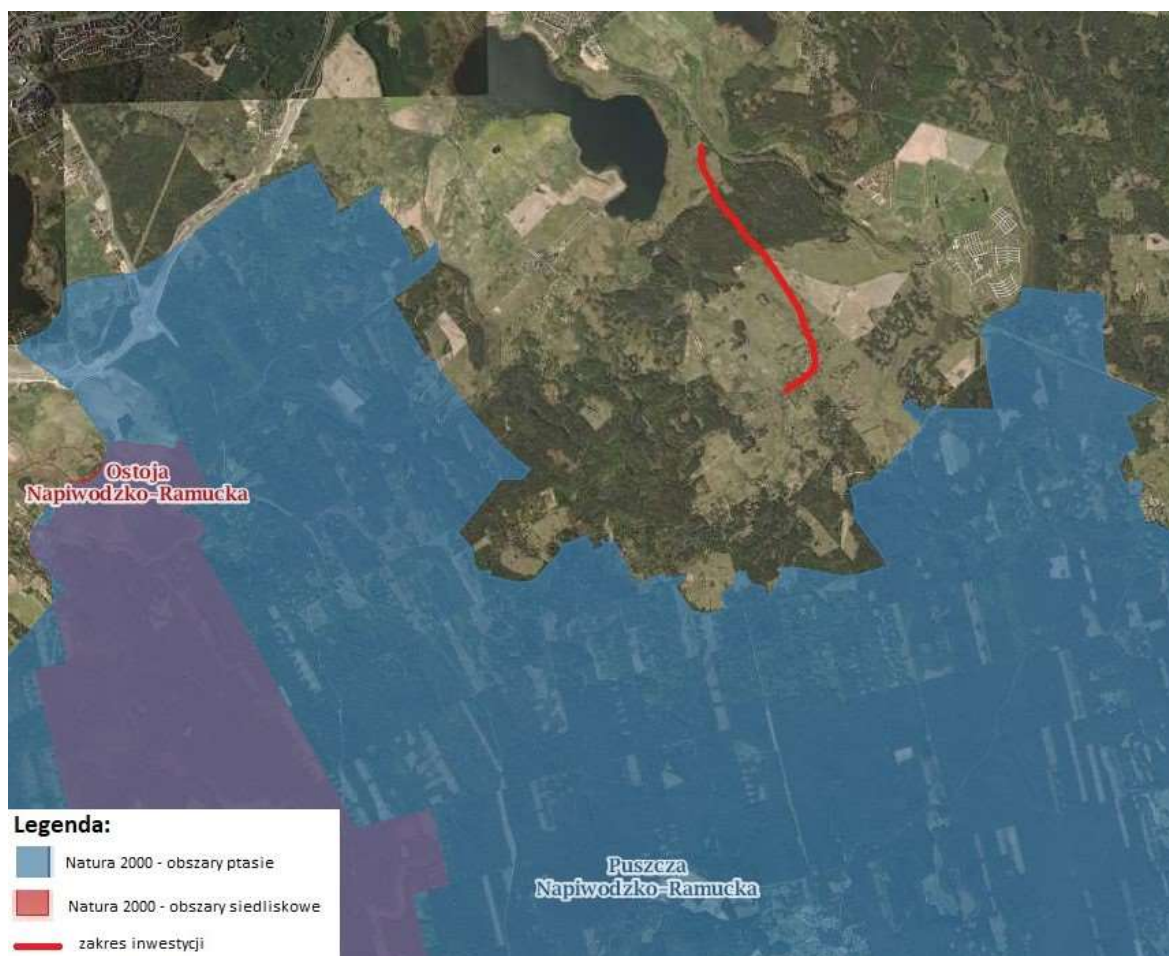 Ostoja
Napiwodzko-Ramucka
Puszcza
Napiwodzko-Ramucka
Legenda:
Natura 2000 - obszary ptasie
Natura 2000 - obszary siedliskowe
zakres inwestycji